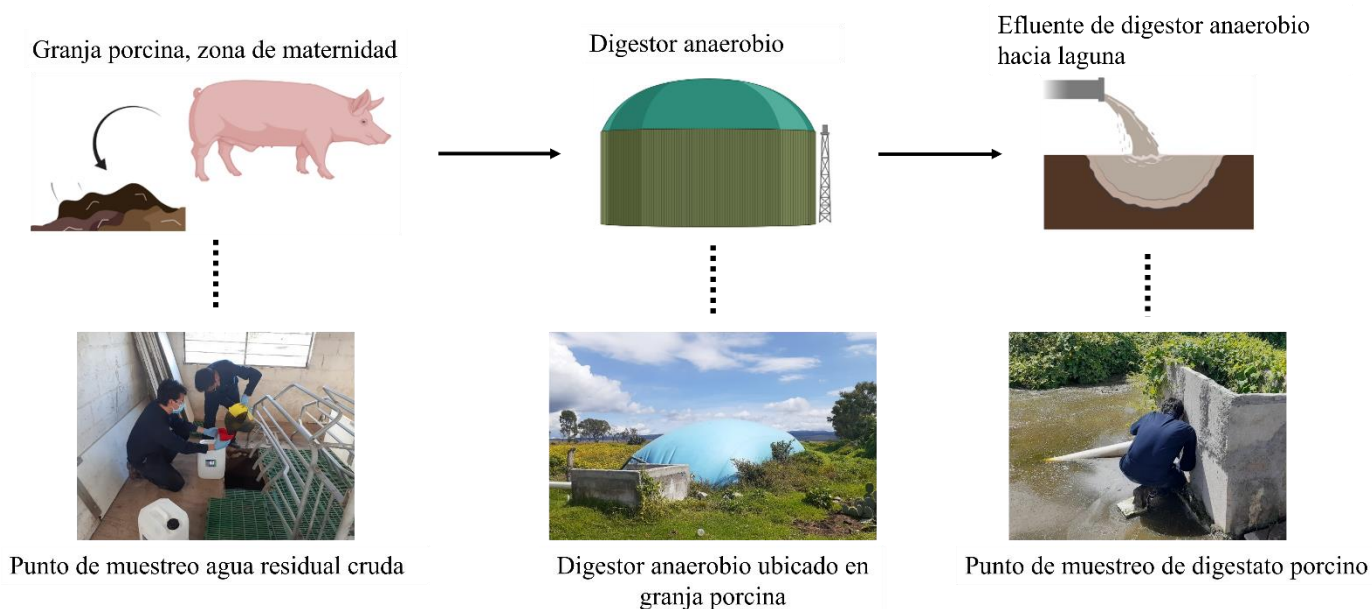 Granja porcina, zona de maternidad
Digestor anaerobio
Efluente de digestor anaerobio
hacia laguna
Punto de muestreo agua residual cruda
Digestor anaerobio ubicado en
granja porcina
Punto de muestreo de digestato porcino